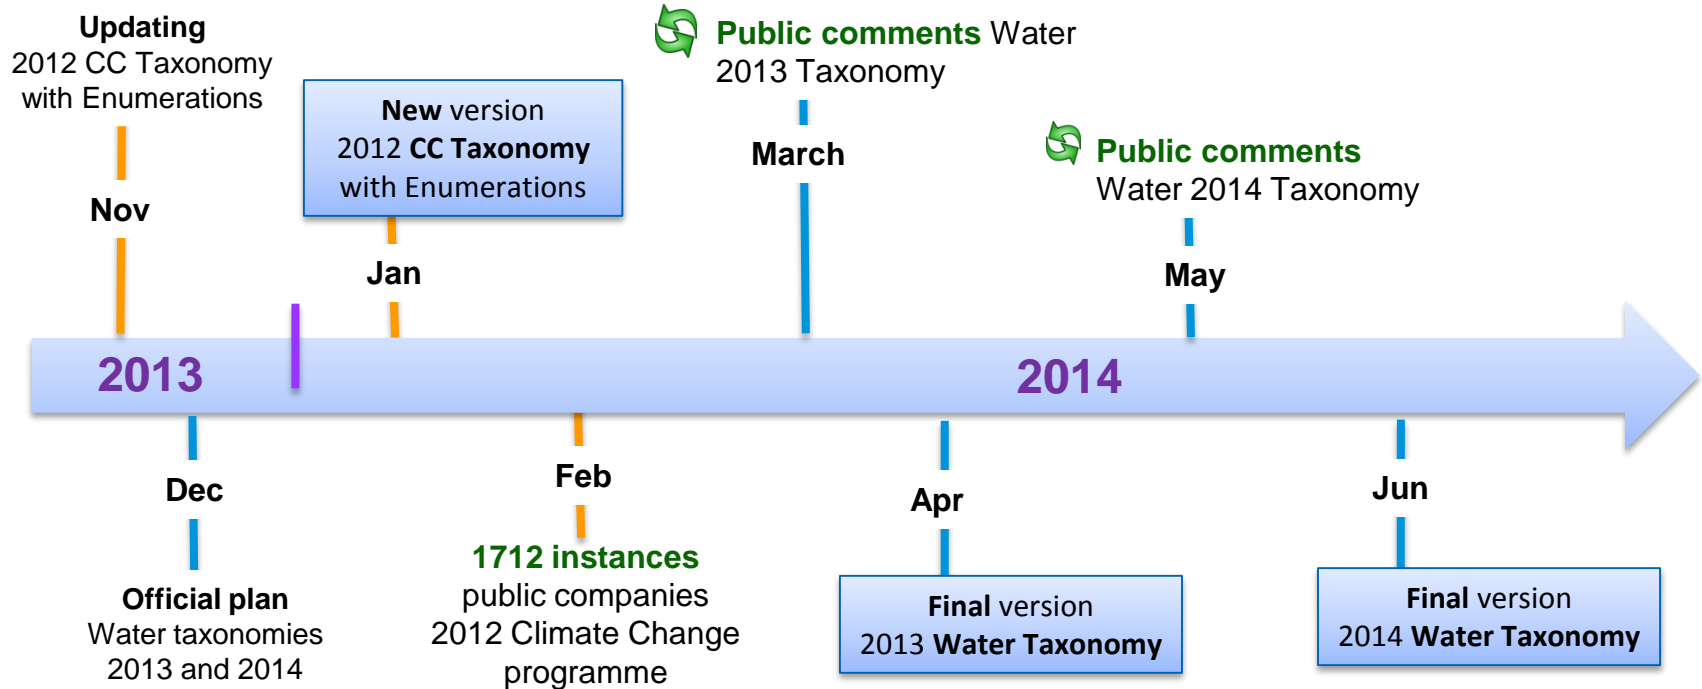 Updating
2012 CC Taxonomy
with Enumerations
Nov
New version
2012 CC Taxonomy
with Enumerations
Jan
Public comments Water
2013 Taxonomy
March
Public comments
Water 2014 Taxonomy
May
2013
2014
Dec
Official plan
Water taxonomies
2013 and 2014
Feb
1712 instances
public companies
2012 Climate Change
programme
Apr
Final version
2013 Water Taxonomy
Jun
Final version
2014 Water Taxonomy